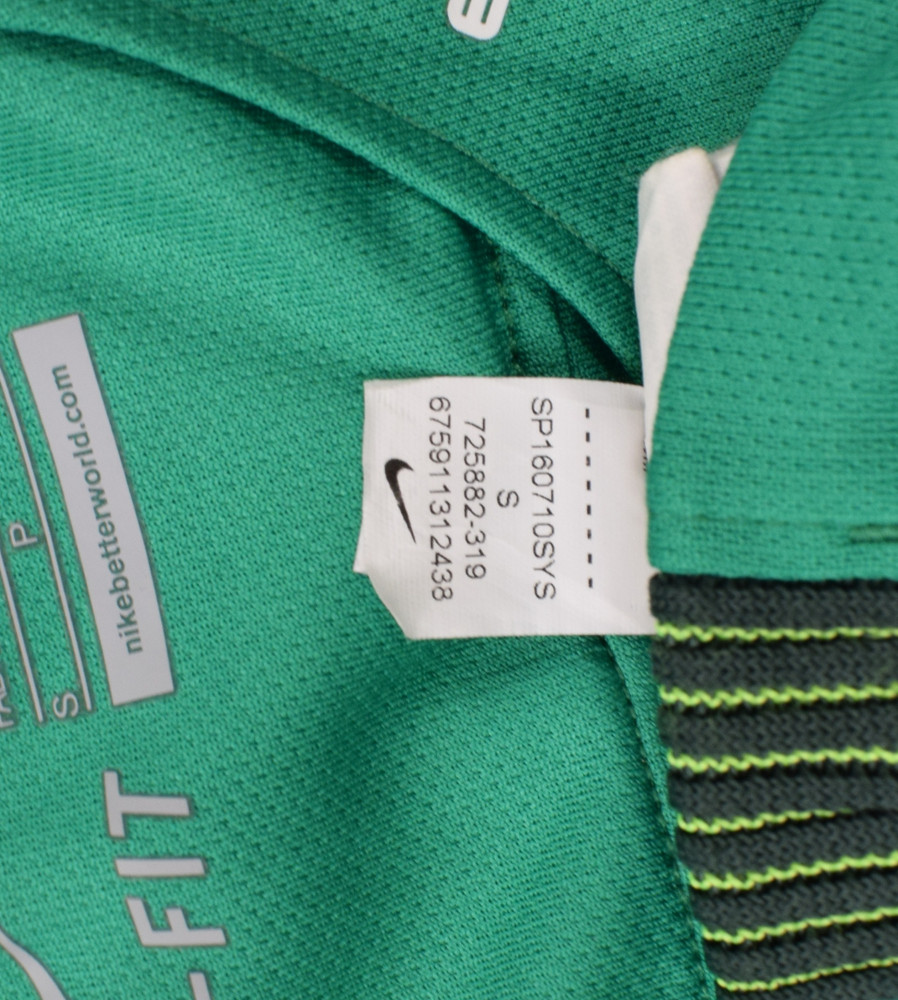 SP160710SYS
S
725882-319
675911312438
nikebetterworld.com
P
S
FIT